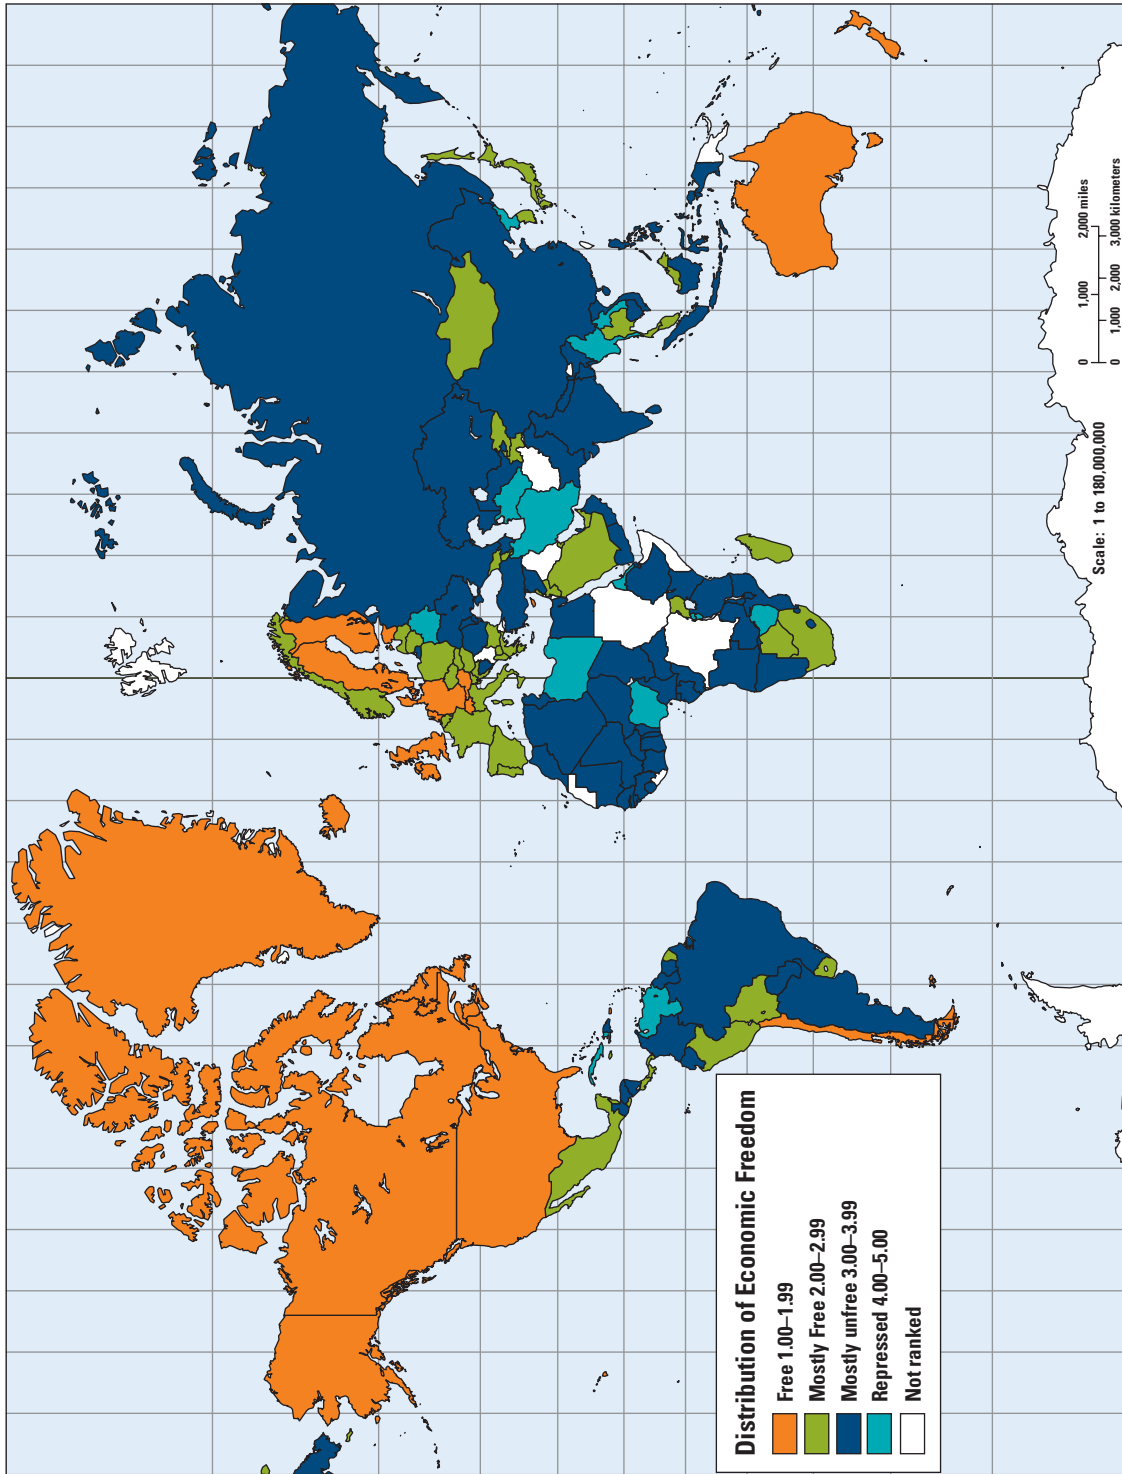 Distribution of Economic Freedom
Free 1.00–1.99
Mostly Free 2.00–2.99
Mostly unfree 3.00–3.99
Repressed 4.00–5.00
Not ranked
Scale: 1 to 180,000,000
0 1,000 2,000 miles
0 1,000 2,000 3,000 kilometers